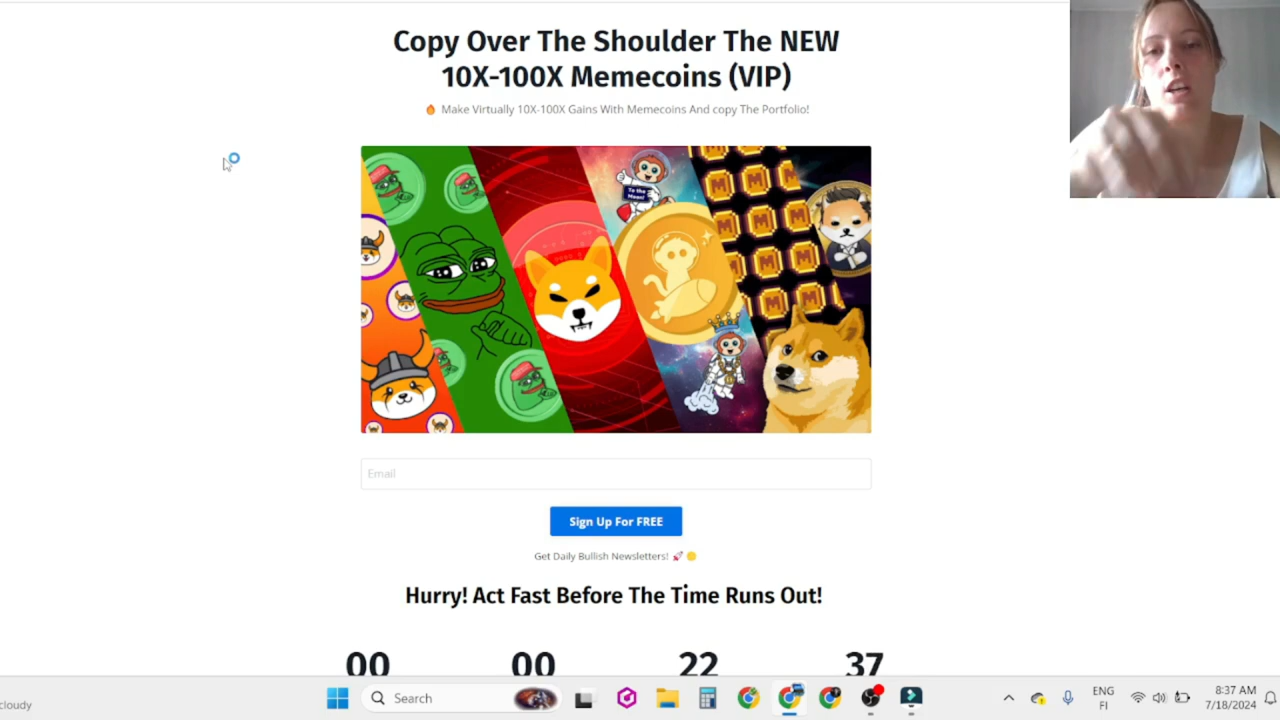 Copy Over The Shoulder The NEW
10X-100X Memecoins (VIP)
🔥 Make Virtually 10X-100X Gains With Memecoins And copy The Portfolio!
To the
Moon!
M M
M M M
M M M
M M
Email
Sign Up For FREE
Get Daily Bullish Newsletters! 🚀 🟡
Hurry! Act Fast Before The Time Runs Out!
00 00 22 37
cloudy
Search
ENG
FI
8:37 AM
7/18/2024